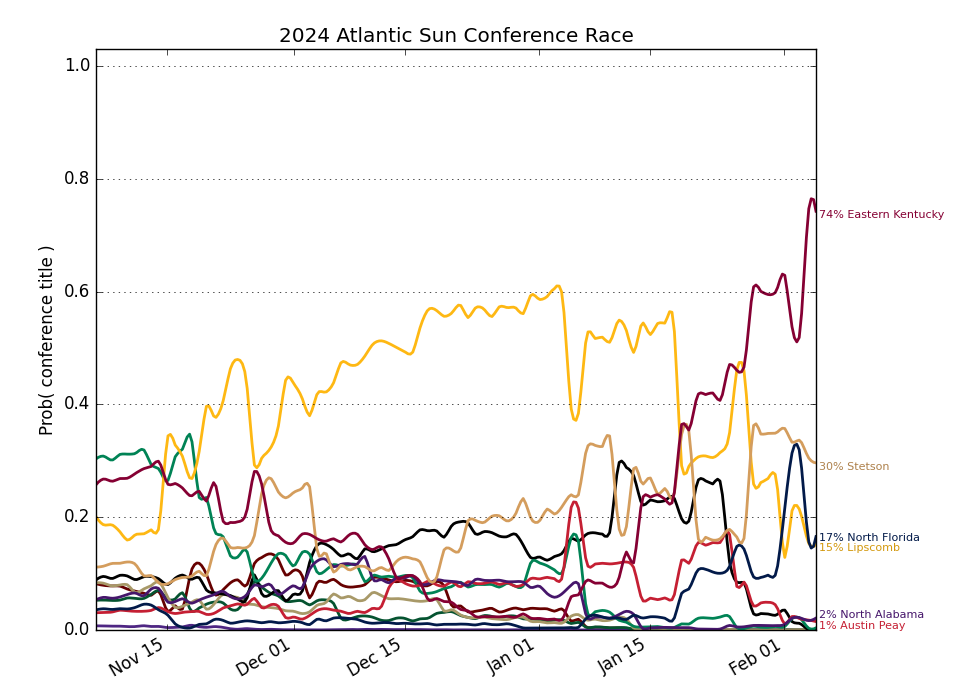 2024 Atlantic Sun Conference Race
1.0
0.8
0.6
0.4
0.2
0.0
Prob( conference title )
74% Eastern Kentucky
30% Stetson
17% North Florida
15% Lipscomb
2% North Alabama
1% Austin Peay
Nov 15
Dec 01
Dec 15
Jan 01
Jan 15
Feb 01